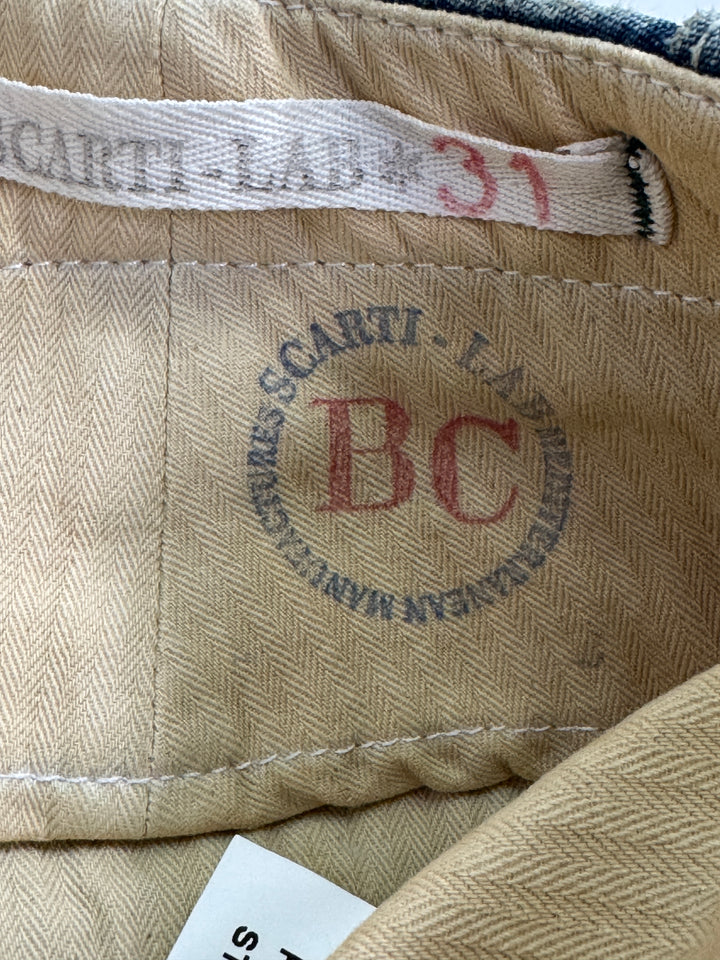 SCARTI-LAB * 31
SCARTI-LAB
MEDITERRANEAN MANUFACTURES
BC